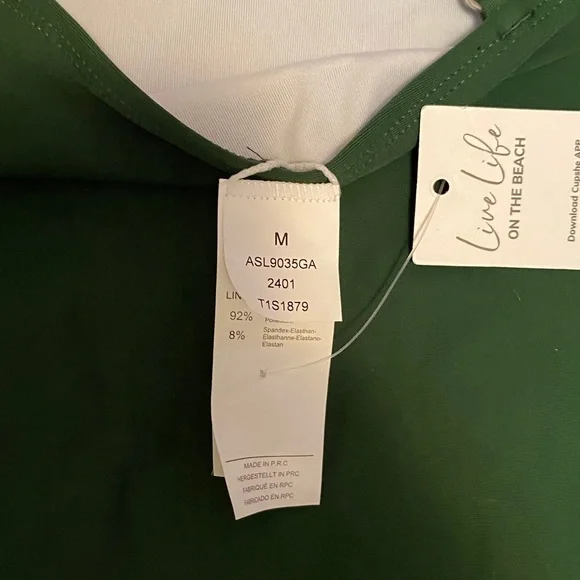 M
ASL9035GA
2401
T1S1879
LIN
92%
8% Spandex-Elasthan-
Elasthanne-Elastano-
Elastan
MADE IN P.R.C
HERGESTELLT IN PRC
FABRIQUÉ EN RPC
FABRICADO EN RPC
Live Life
ON THE BEACH
Download Cupshe APP